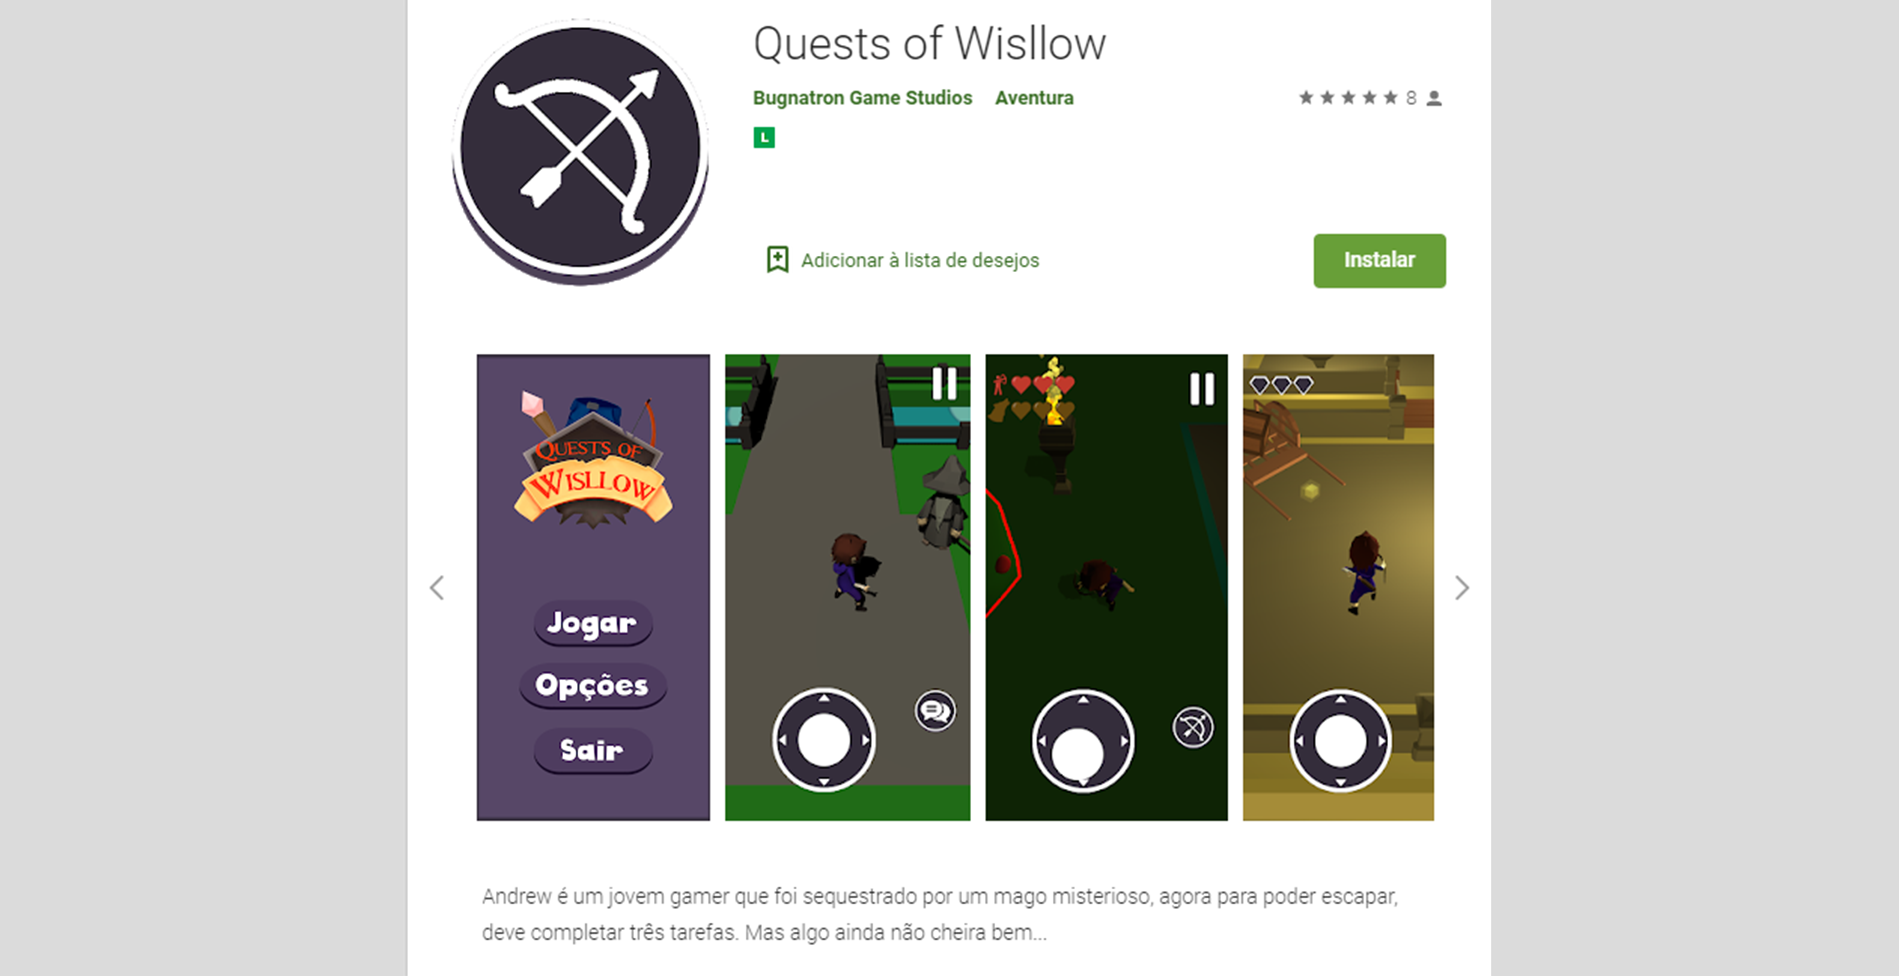 Quests of Wisllow
Bugnatron Game Studios Aventura
8
L
Adicionar à lista de desejos
Instalar
QUESTS OF
WISLLOW
Jogar
Opções
Sair
Andrew é um jovem gamer que foi sequestrado por um mago misterioso, agora para poder escapar,
deve completar três tarefas. Mas algo ainda não cheira bem...